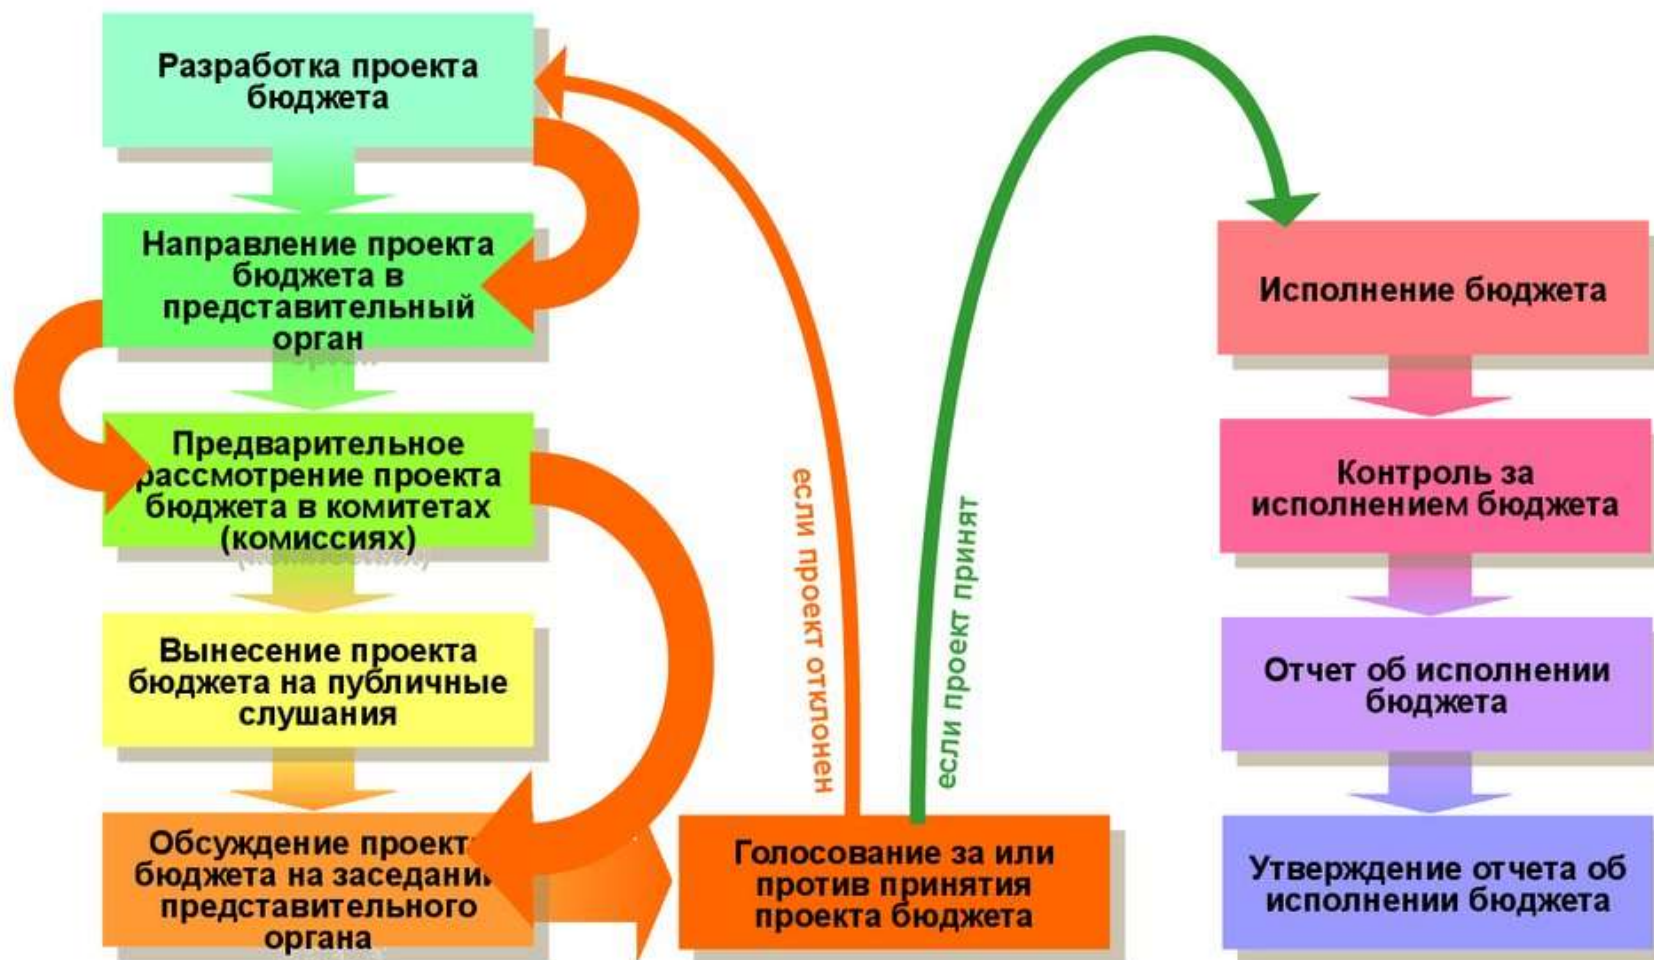 Разработка проекта
бюджета
Направление проекта
бюджета в
представительный
орган
Предварительное
рассмотрение проекта
бюджета в комитетах
(комиссиях)
Вынесение проекта
бюджета на публичные
слушания
Обсуждение проекта
бюджета на заседании
представительного
органа
Голосование за или
против принятия
проекта бюджета
если проект отклонен
если проект принят
Исполнение бюджета
Контроль за
исполнением бюджета
Отчет об исполнении
бюджета
Утверждение отчета об
исполнении бюджета